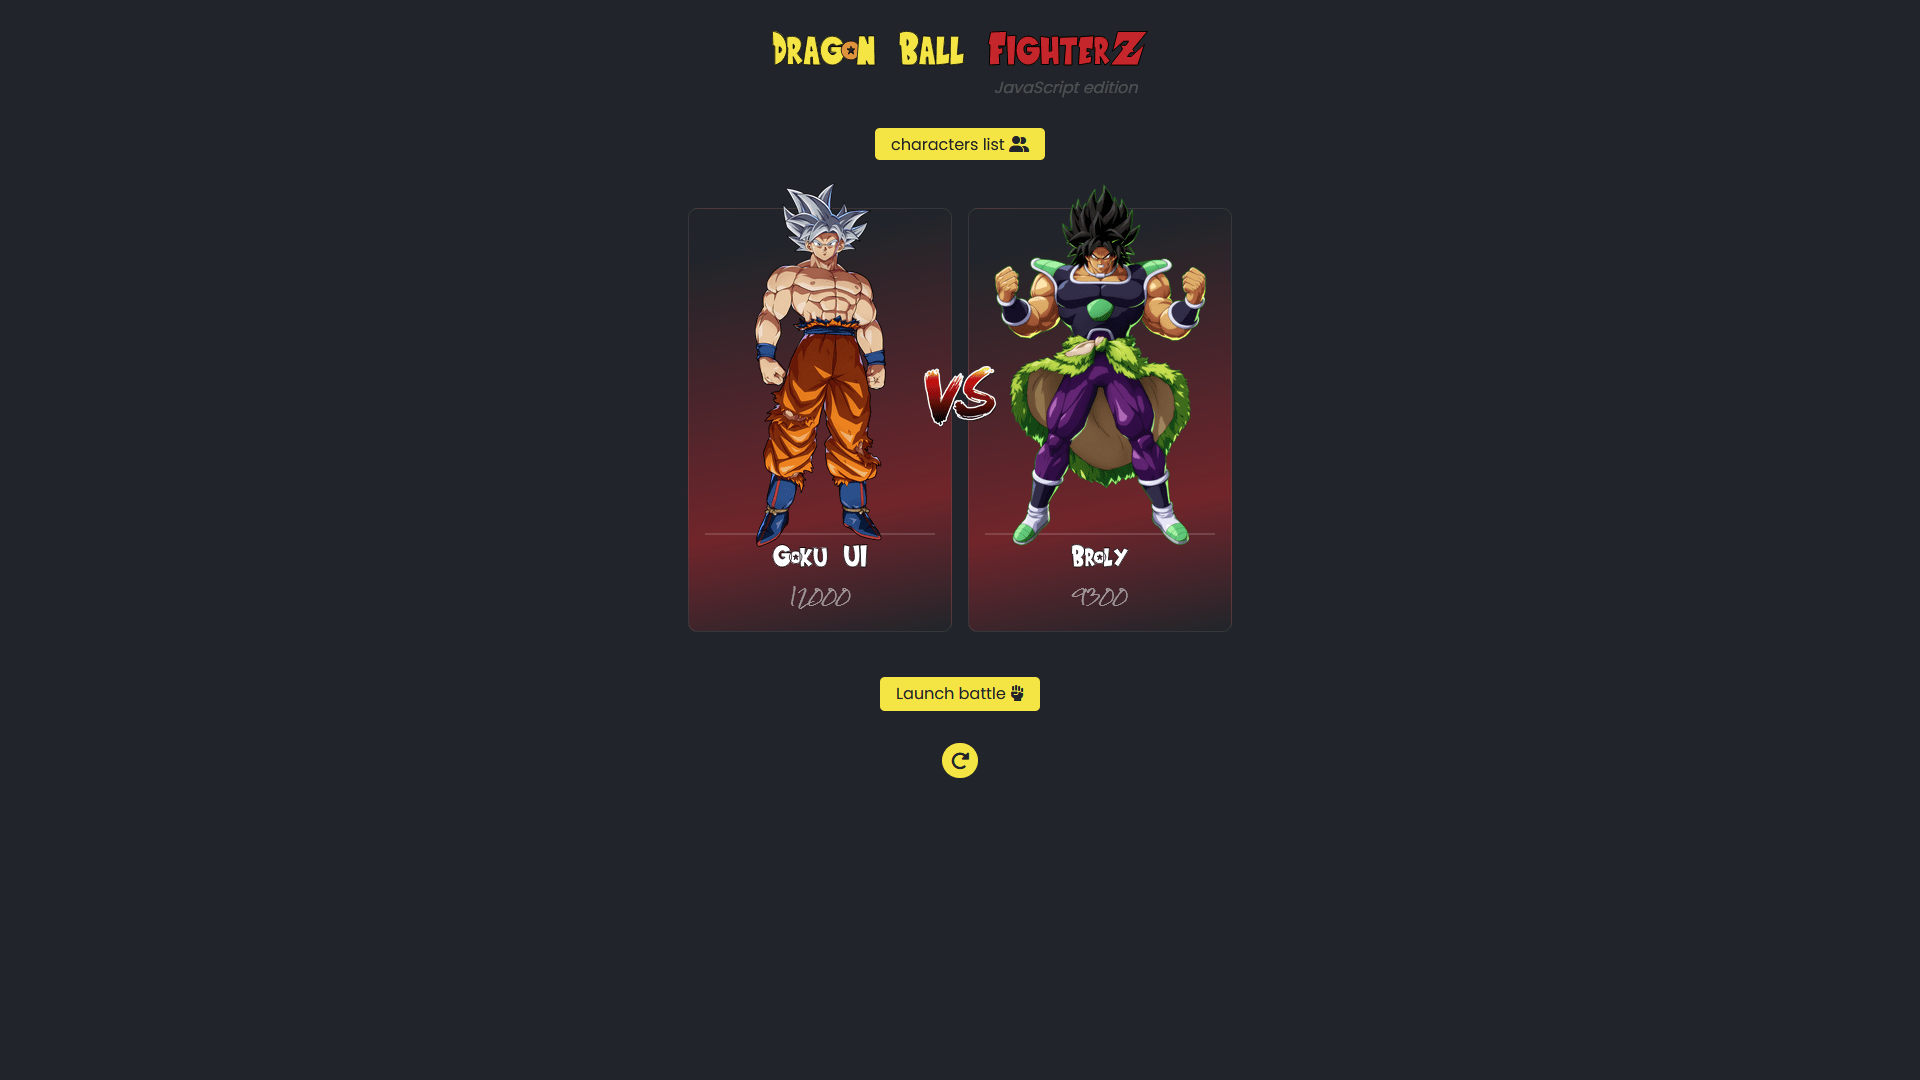 Dragon Ball FighterZ
JavaScript edition
characters list
VS
Goku UI
Broly
12000
9300
Launch battle